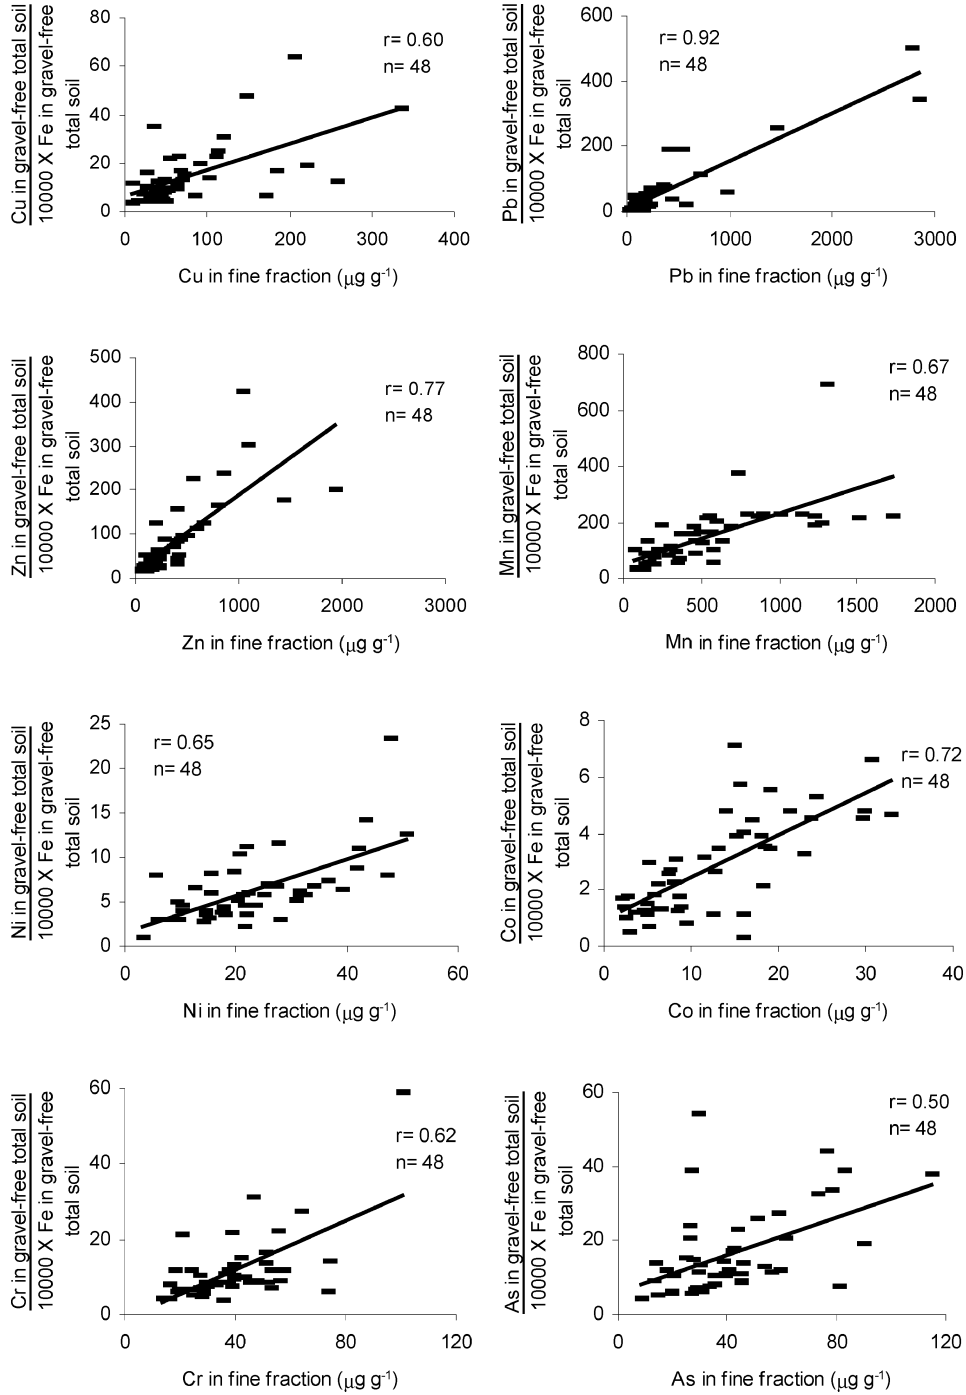 Cu in gravel-free total soil
10000 X Fe in gravel-free
total soil
80
60
40
20
0
r= 0.60
n= 48
0 100 200 300 400
Cu in fine fraction (µg g-1)
Pb in gravel-free total soil
10000 X Fe in gravel-free
total soil
600
400
200
0
r= 0.92
n= 48
0 1000 2000 3000
Pb in fine fraction (µg g-1)
Zn in gravel-free total soil
10000 X Fe in gravel-free
total soil
500
400
300
200
100
0
r= 0.77
n= 48
0 1000 2000 3000
Zn in fine fraction (µg g-1)
Mn in gravel-free total soil
10000 X Fe in gravel-free
total soil
800
600
400
200
0
r= 0.67
n= 48
0 500 1000 1500 2000
Mn in fine fraction (µg g-1)
Ni in gravel-free total soil
10000 X Fe in gravel-free
total soil
25
20
15
10
5
0
r= 0.65
n= 48
0 20 40 60
Ni in fine fraction (µg g-1)
Co in gravel-free total soil
10000 X Fe in gravel-free
total soil
8
6
4
2
0
r= 0.72
n= 48
0 10 20 30 40
Co in fine fraction (µg g-1)
Cr in gravel-free total soil
10000 X Fe in gravel-free
total soil
60
40
20
0
r= 0.62
n= 48
0 40 80 120
Cr in fine fraction (µg g-1)
As in gravel-free total soil
10000 X Fe in gravel-free
total soil
60
40
20
0
r= 0.50
n= 48
0 40 80 120
As in fine fraction (µg g-1)